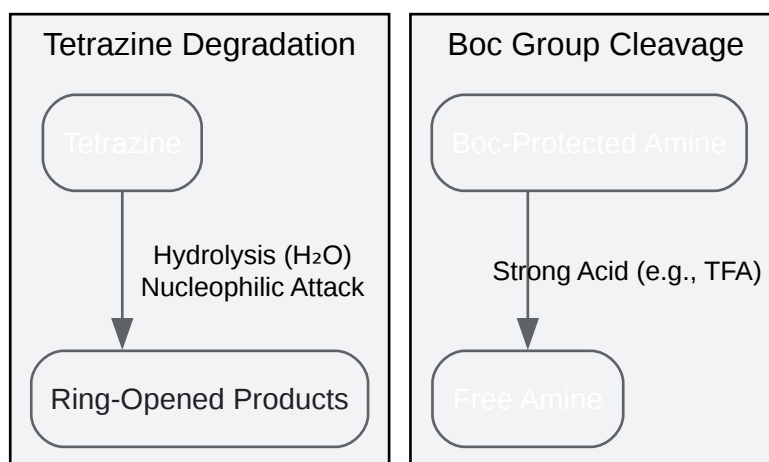 Tetrazine Degradation
Tetrazine
Hydrolysis (H₂O)
Nucleophilic Attack
Ring-Opened Products
Boc Group Cleavage
Boc-Protected Amine
Strong Acid (e.g., TFA)
Free Amine